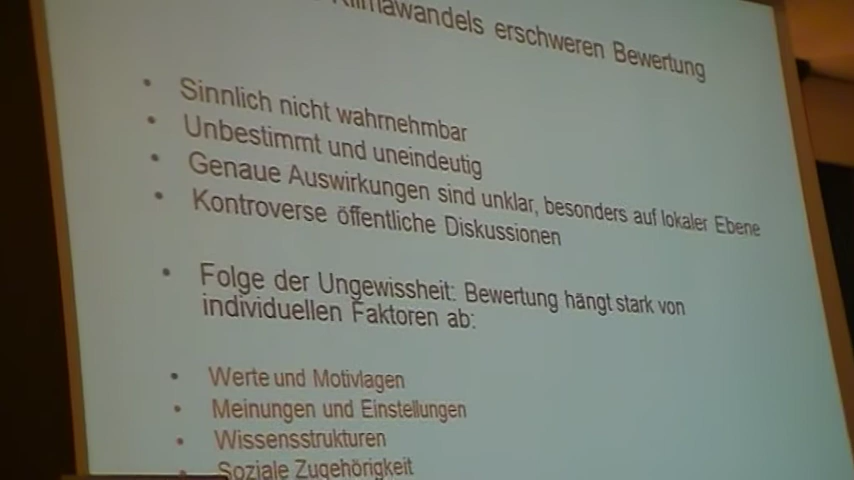 Klimawandels erschweren Bewertung
• Sinnlich nicht wahrnehmbar
• Unbestimmt und uneindeutig
• Genaue Auswirkungen sind unklar, besonders auf lokaler Ebene
• Kontroverse öffentliche Diskussionen
• Folge der Ungewissheit: Bewertung hängt stark von
individuellen Faktoren ab:
• Werte und Motivlagen
• Meinungen und Einstellungen
• Wissensstrukturen
• Soziale Zugehörigkeit